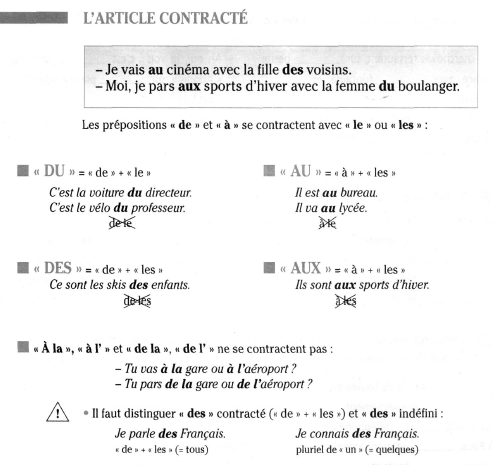 L'ARTICLE CONTRACTÉ
– Je vais au cinéma avec la fille des voisins.
– Moi, je pars aux sports d'hiver avec la femme du boulanger.
Les prépositions « de » et « à » se contractent avec « le » ou « les » :
« DU » = « de » + « le »
C'est la voiture du directeur.
C'est le vélo du professeur.
de le
« AU » = « à » + « les »
Il est au bureau.
Il va au lycée.
à le
« DES » = « de » + « les »
Ce sont les skis des enfants.
de les
« AUX » = « à » + « les »
Ils sont aux sports d'hiver.
à les
« À la », « à l' » et « de la », « de l' » ne se contractent pas :
– Tu vas à la gare ou à l'aéroport ?
– Tu pars de la gare ou de l'aéroport ?
! • Il faut distinguer « des » contracté (« de » + « les ») et « des » indéfini :
Je parle des Français.
« de » + « les » (= tous)
Je connais des Français.
pluriel de « un » (= quelques)